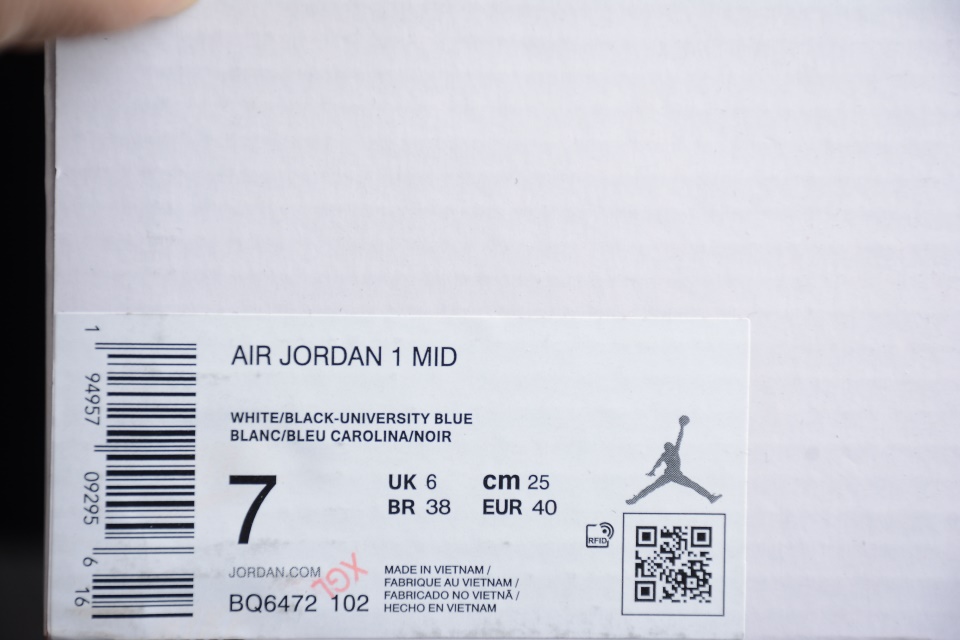 AIR JORDAN 1 MID
WHITE/BLACK-UNIVERSITY BLUE
BLANC/BLEU CAROLINA/NOIR
7
UK 6 cm 25
BR 38 EUR 40
RFID
JORDAN.COM
XGL
BQ6472 102
MADE IN VIETNAM /
FABRIQUE AU VIETNAM /
FABRICADO NO VIETNÃ /
HECHO EN VIETNAM
1 94957 09295 6 16